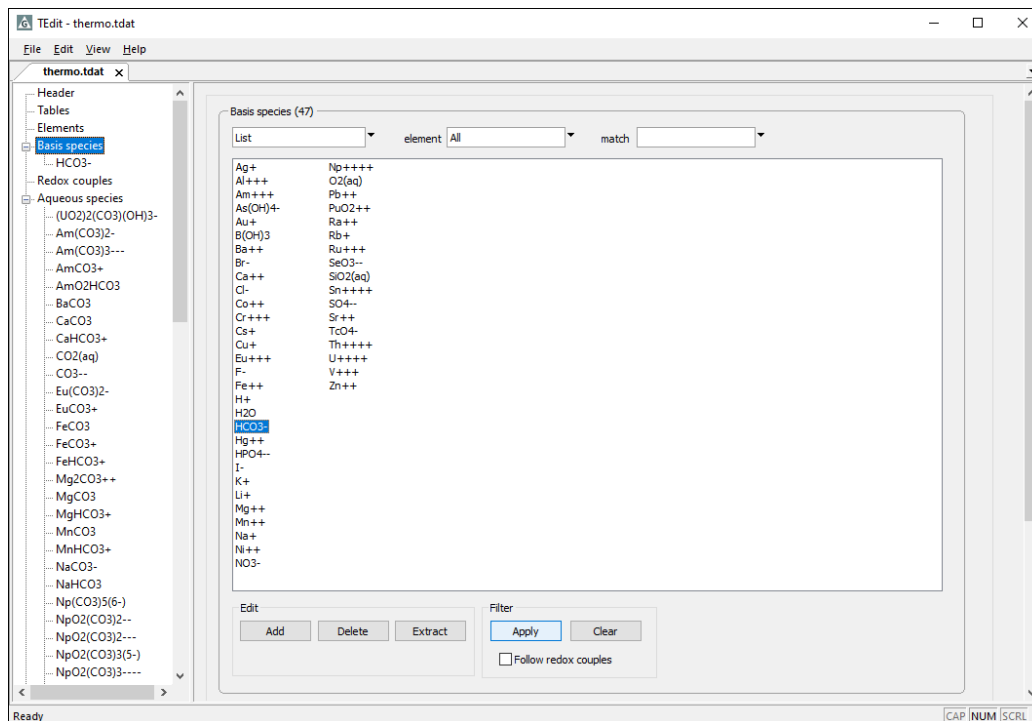 TEdit - thermo.tdat
File Edit View Help
thermo.tdat x
Header
Tables
Elements
Basis species
HCO3-
Redox couples
Aqueous species
(UO2)2(CO3)(OH)3-
Am(CO3)2-
Am(CO3)3---
AmCO3+
AmO2HCO3
BaCO3
CaCO3
CaHCO3+
CO2(aq)
CO3--
Eu(CO3)2-
EuCO3+
FeCO3
FeCO3+
FeHCO3+
Mg2CO3++
MgCO3
MgHCO3+
MnCO3
MnHCO3+
NaCO3-
NaHCO3
Np(CO3)5(6-)
NpO2(CO3)2--
NpO2(CO3)2---
NpO2(CO3)3(5-)
NpO2(CO3)3----
Basis species (47)
List element All match
Ag+ Np++++
Al+++ O2(aq)
Am+++ Pb++
As(OH)4- PuO2++
Au+ Ra++
B(OH)3 Rb+
Ba++ Ru+++
Br- SeO3--
Ca++ SiO2(aq)
Cl- Sn++++
Co++ SO4--
Cr+++ Sr++
Cs+ TcO4-
Cu+ Th++++
Eu+++ U++++
F- V+++
Fe++ Zn++
H+
H2O
HCO3-
Hg++
HPO4--
I-
K+
Li+
Mg++
Mn++
Na+
Ni++
NO3-
Edit
Add Delete Extract
Filter
Apply Clear
Follow redox couples
Ready CAP NUM SCRL